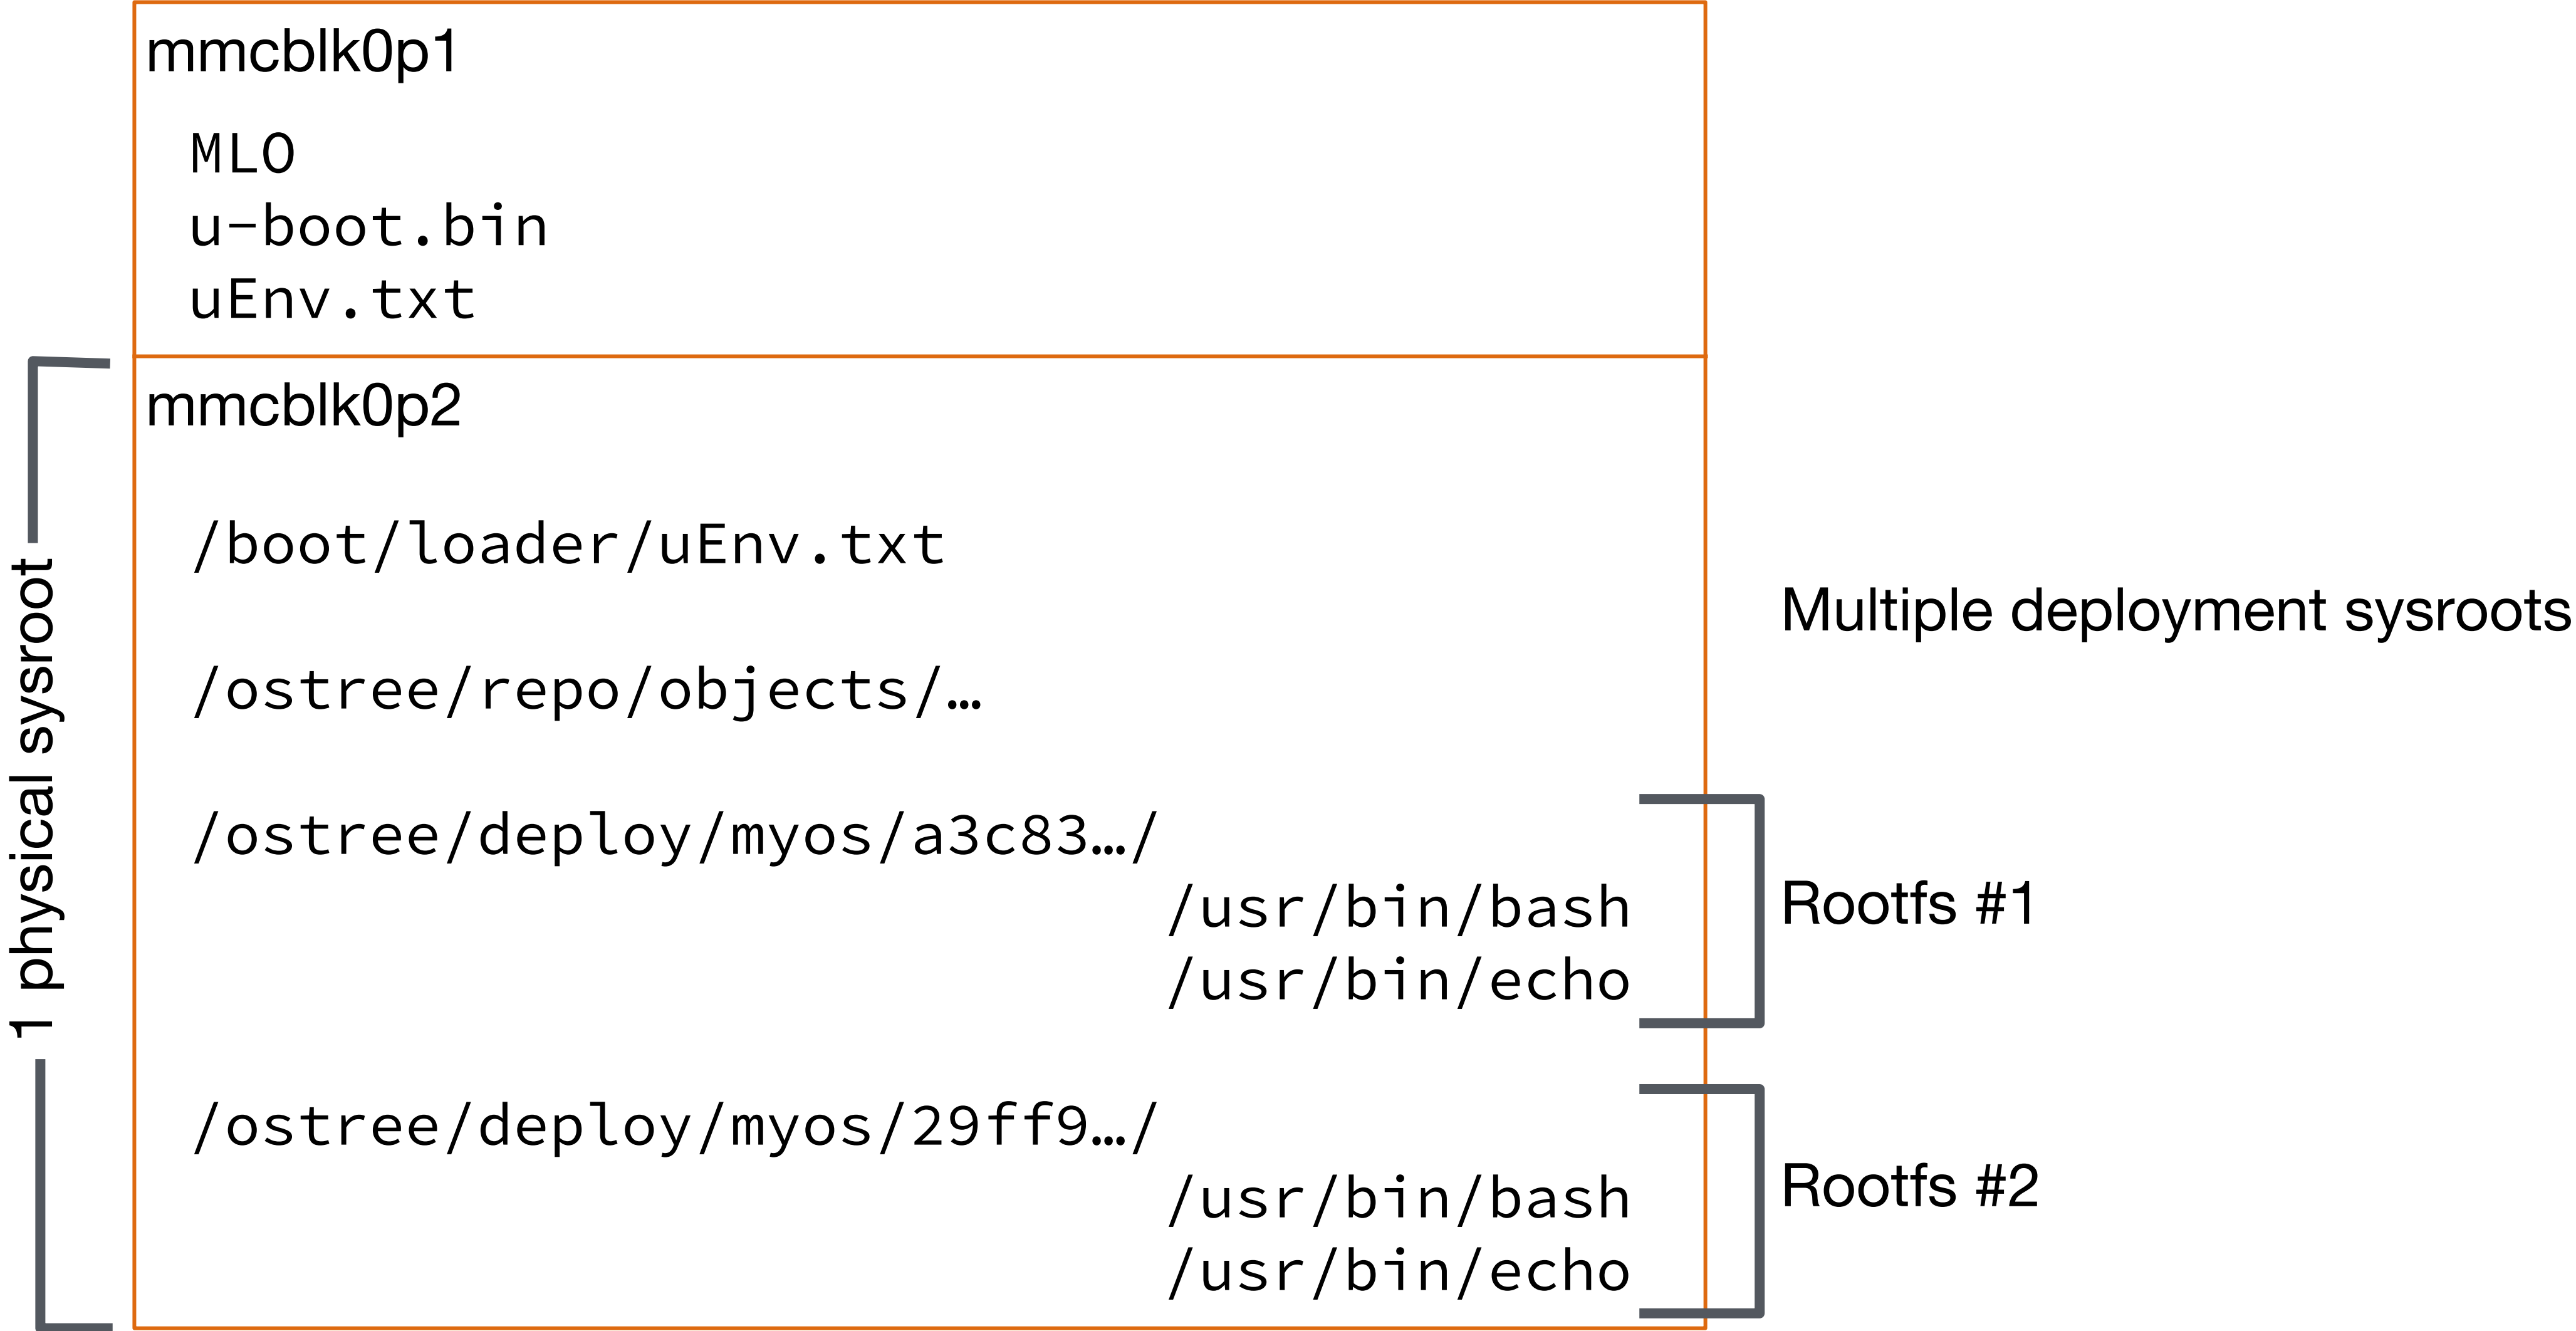 mmcblk0p1
MLO
u-boot.bin
uEnv.txt
1 physical sysroot
mmcblk0p2
/boot/loader/uEnv.txt
Multiple deployment sysroots
/ostree/repo/objects/…
/ostree/deploy/myos/a3c83…/
/usr/bin/bash
Rootfs #1
/usr/bin/echo
/ostree/deploy/myos/29ff9…/
/usr/bin/bash
Rootfs #2
/usr/bin/echo